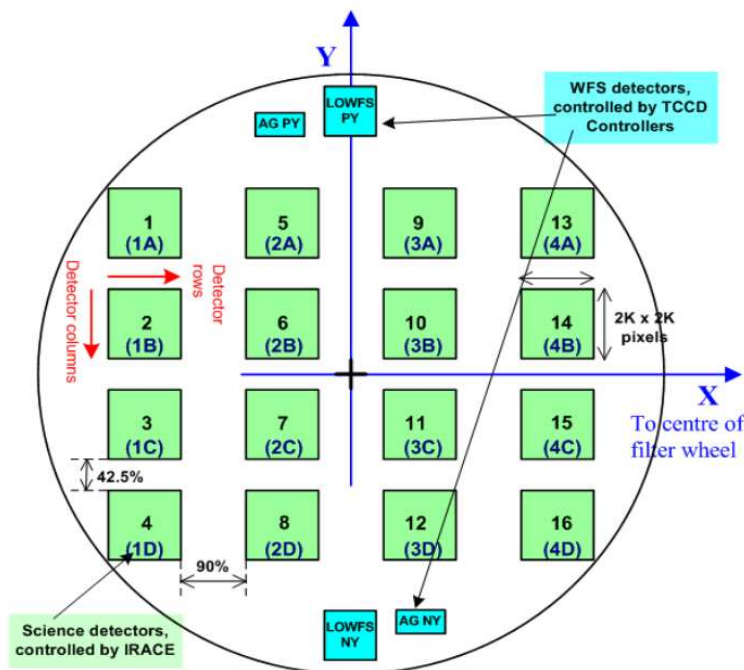 Y
LOWFS
PY
AG PY
WFS detectors,
controlled by TCCD
Controllers
1
(1A)
5
(2A)
9
(3A)
13
(4A)
Detector columns
Detector
rows
2
(1B)
6
(2B)
10
(3B)
14
(4B)
2K x 2K
pixels
X
To centre of
filter wheel
3
(1C)
7
(2C)
11
(3C)
15
(4C)
42.5%
4
(1D)
8
(2D)
12
(3D)
16
(4D)
90%
LOWFS
NY
AG NY
Science detectors,
controlled by IRACE